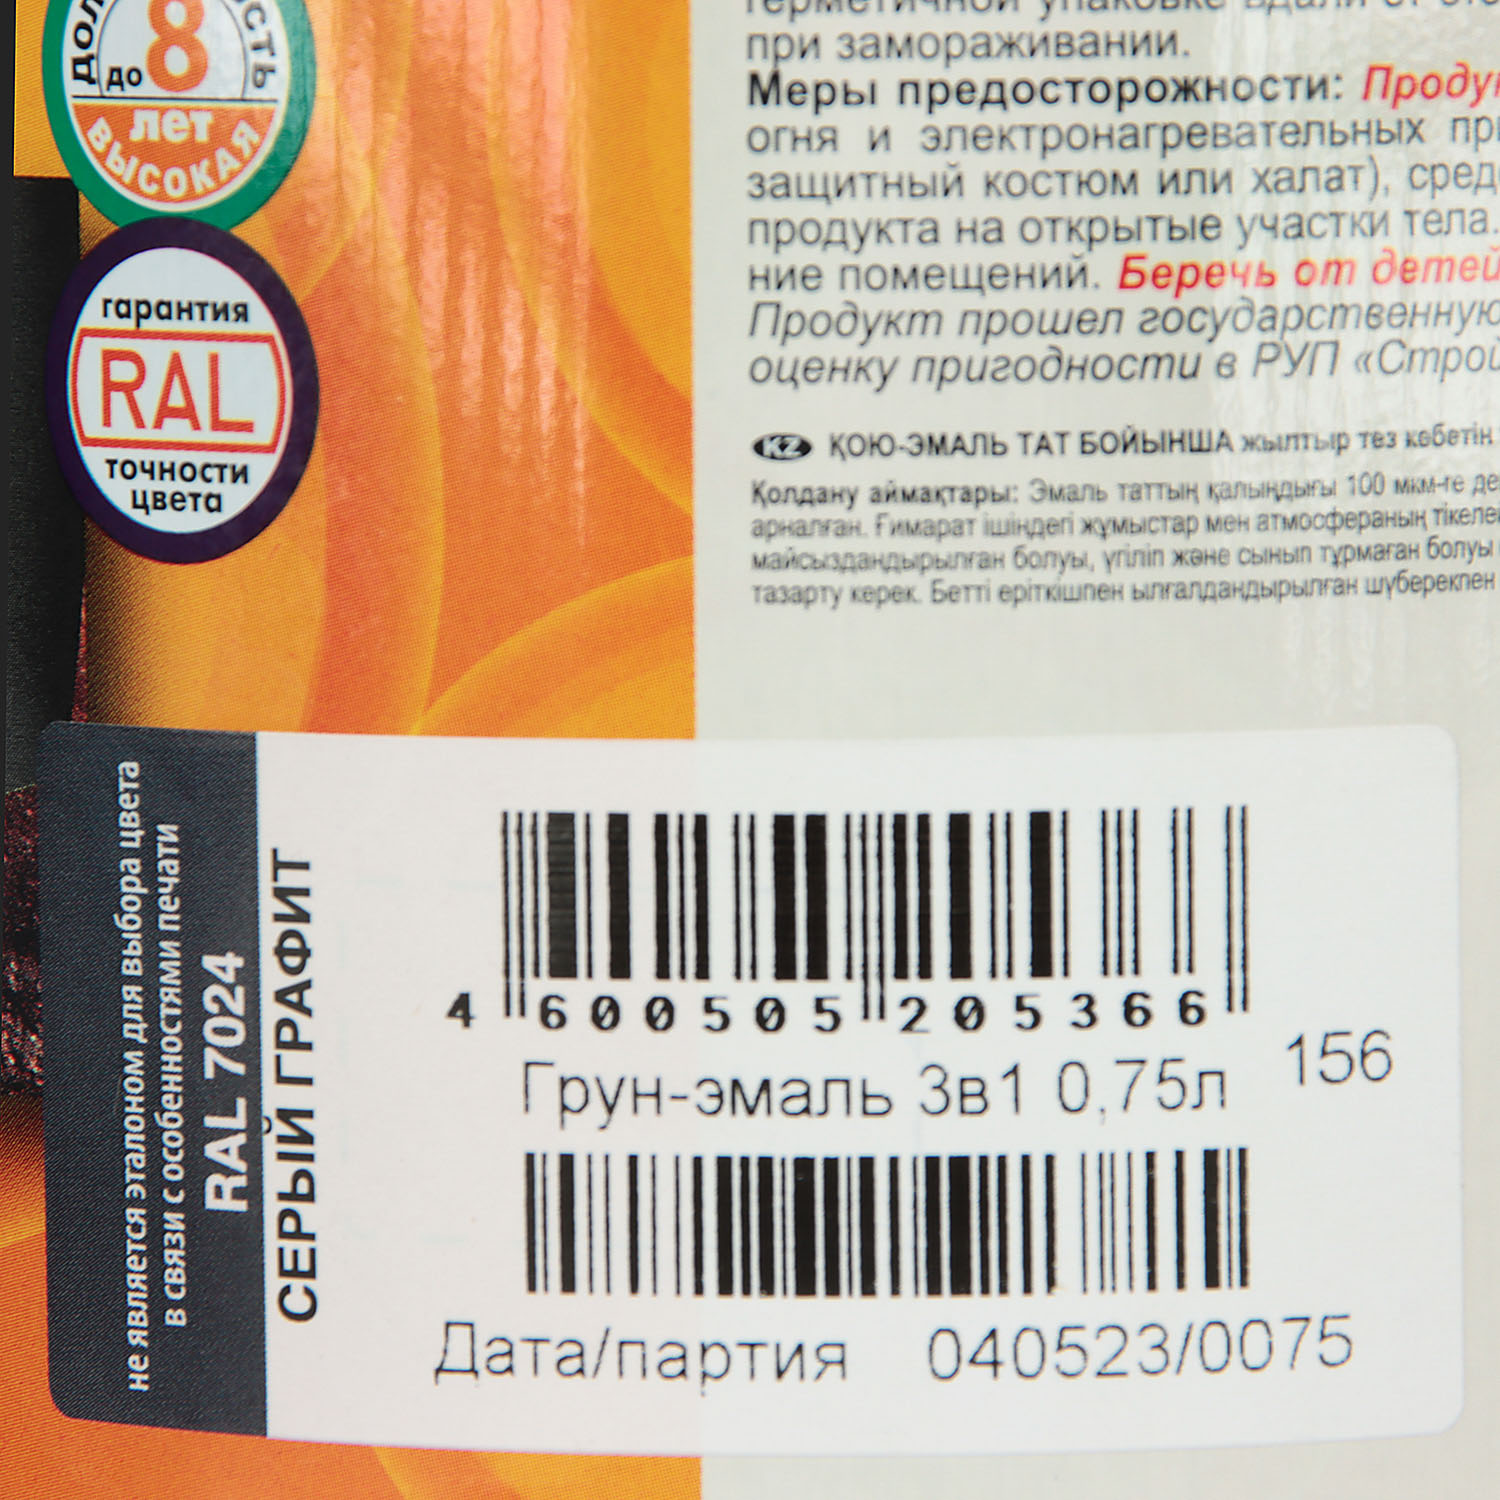 до 8
лет
ВЫСОКАЯ
гарантия
RAL
точности
цвета
при замораживании.
Меры предосторожности:
огня и электронагревательных
защитный костюм или халат),
продукта на открытые участки тела.
ние помещений. Беречь от детей
Продукт прошел государственную
оценку пригодности в РУП
KZ ҚОЮ-ЭМАЛЬ ТАТ БОЙЫНША жылтыр тез кебетін
Қолдану аймақтары: Эмаль таттың қалыңдығы 100 мкм-ге
арналған. Ғимарат ішіндегі жұмыстар мен атмосфераның
майсыздандырылған болуы, үгіліп және сынып тұрмаған болуы
тазарту керек. Бетті еріткішпен ылғалдандырылған шүберекпен
не является эталоном для выбора цвета
в связи с особенностями печати
RAL 7024
СЕРЫЙ ГРАФИТ
4 600505 205366
Грун-эмаль 3в1 0,75л 156
Дата/партия 040523/0075